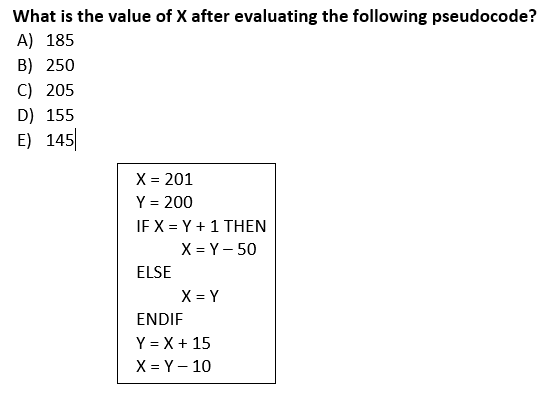 What is the value of X after evaluating the following pseudocode?
A) 185
B) 250
C) 205
D) 155
E) 145
X = 201
Y = 200
IF X = Y + 1 THEN
X = Y – 50
ELSE
X = Y
ENDIF
Y = X + 15
X = Y – 10